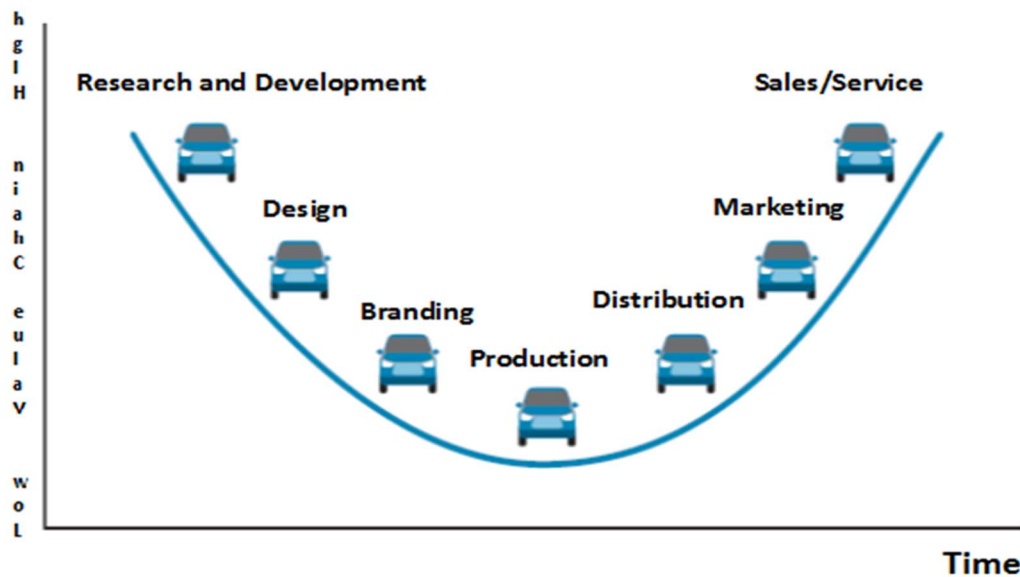 Research and Development
Sales/Service
Design
Marketing
Branding
Distribution
Production
Low Value Chain High
Time